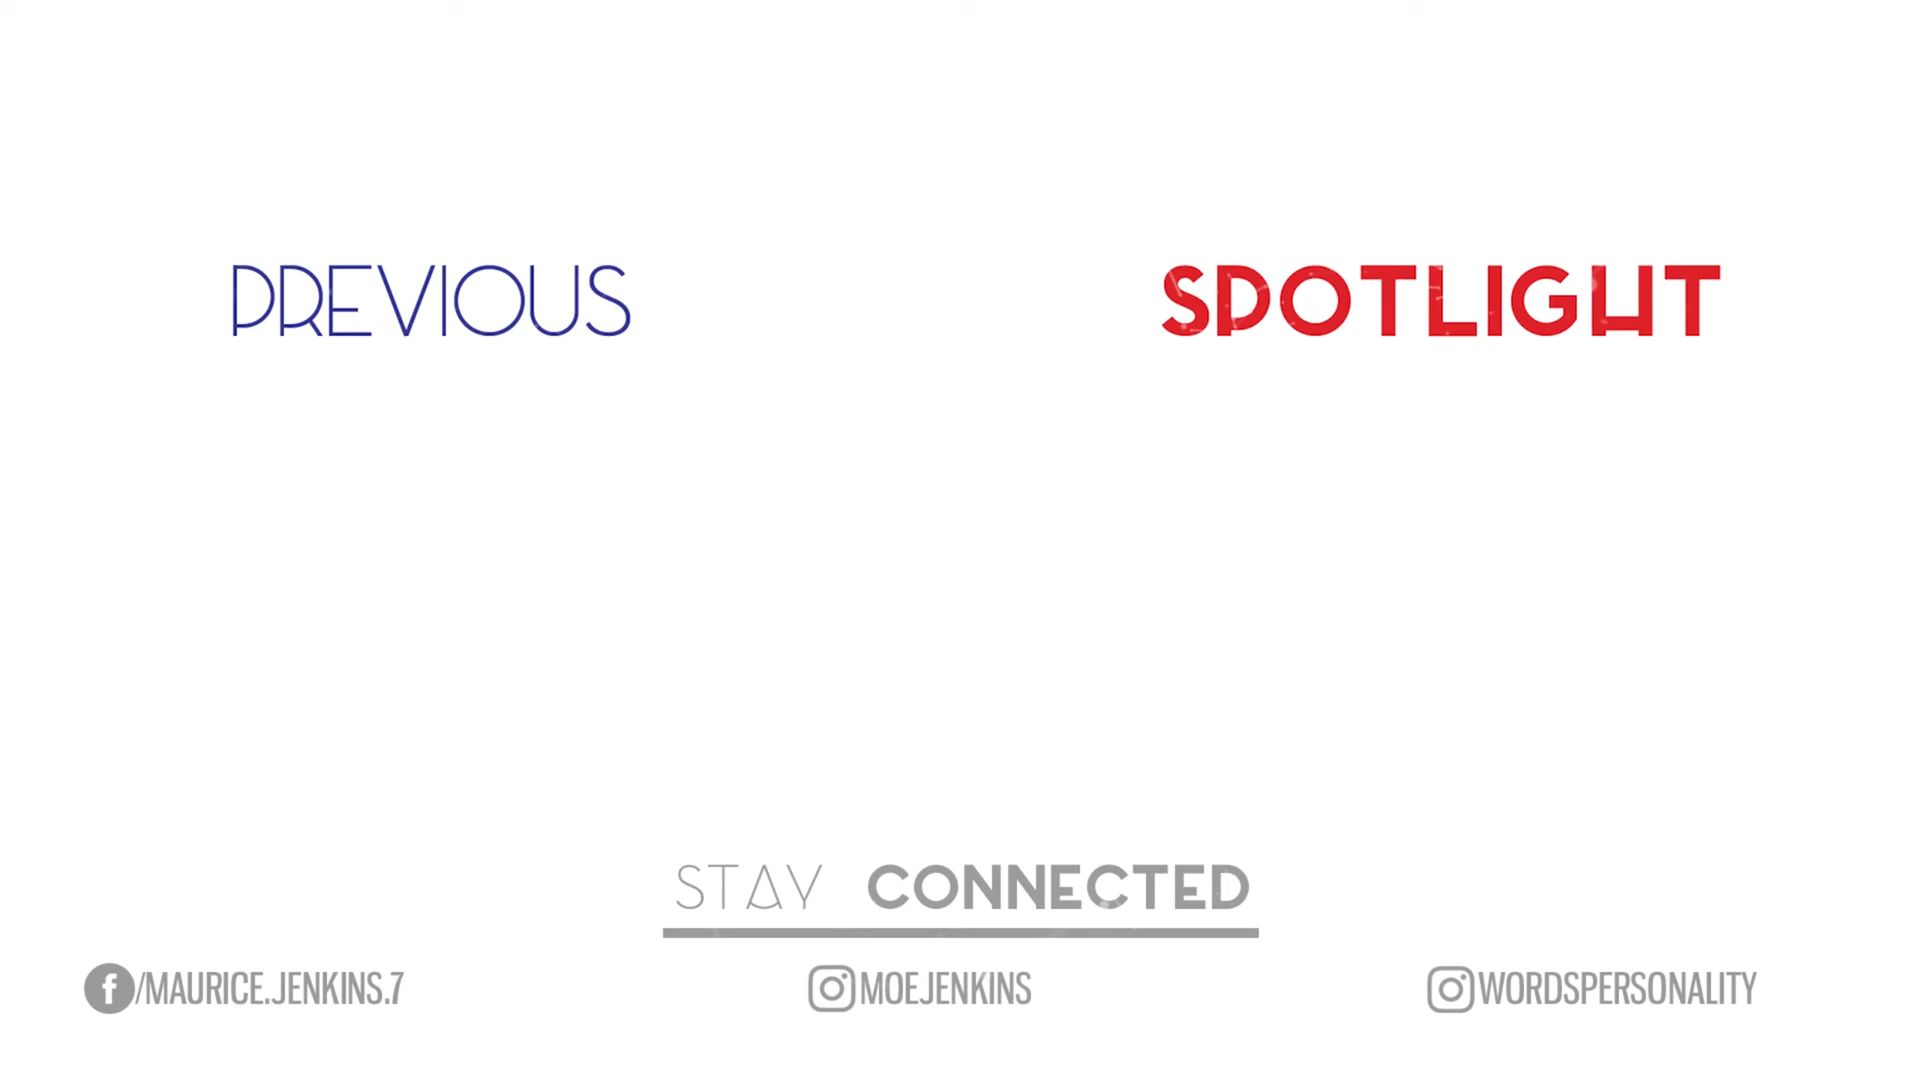 PREVIOUS
SPOTLIGHT
STAY CONNECTED
/MAURICE.JENKINS.7
MOEJENKINS
WORDSPERSONALITY